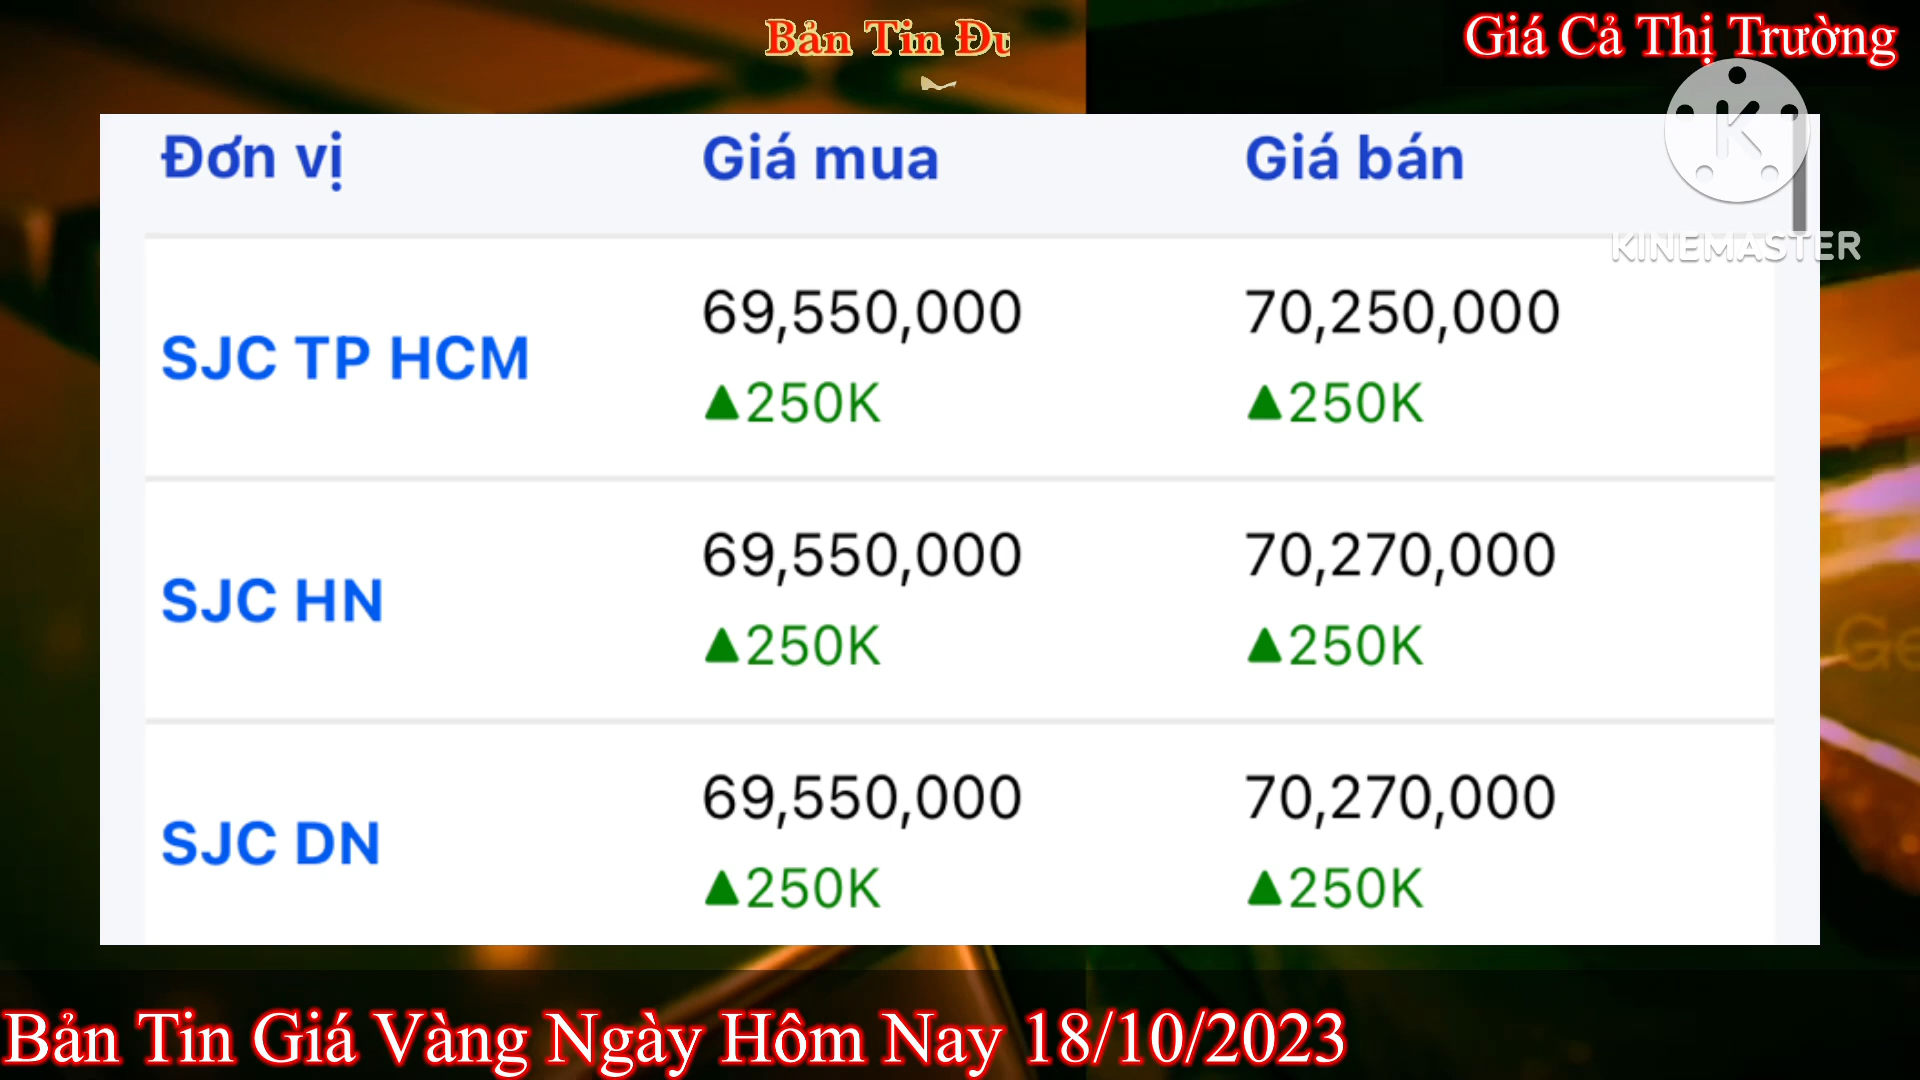 Bản Tin Đư
Giá Cả Thị Trường
Đơn vị Giá mua Giá bán
KINEMASTER
69,550,000 70,250,000
SJC TP HCM
▲250K ▲250K
69,550,000 70,270,000
SJC HN
▲250K ▲250K
69,550,000 70,270,000
SJC DN
▲250K ▲250K
Ge
Bản Tin Giá Vàng Ngày Hôm Nay 18/10/2023